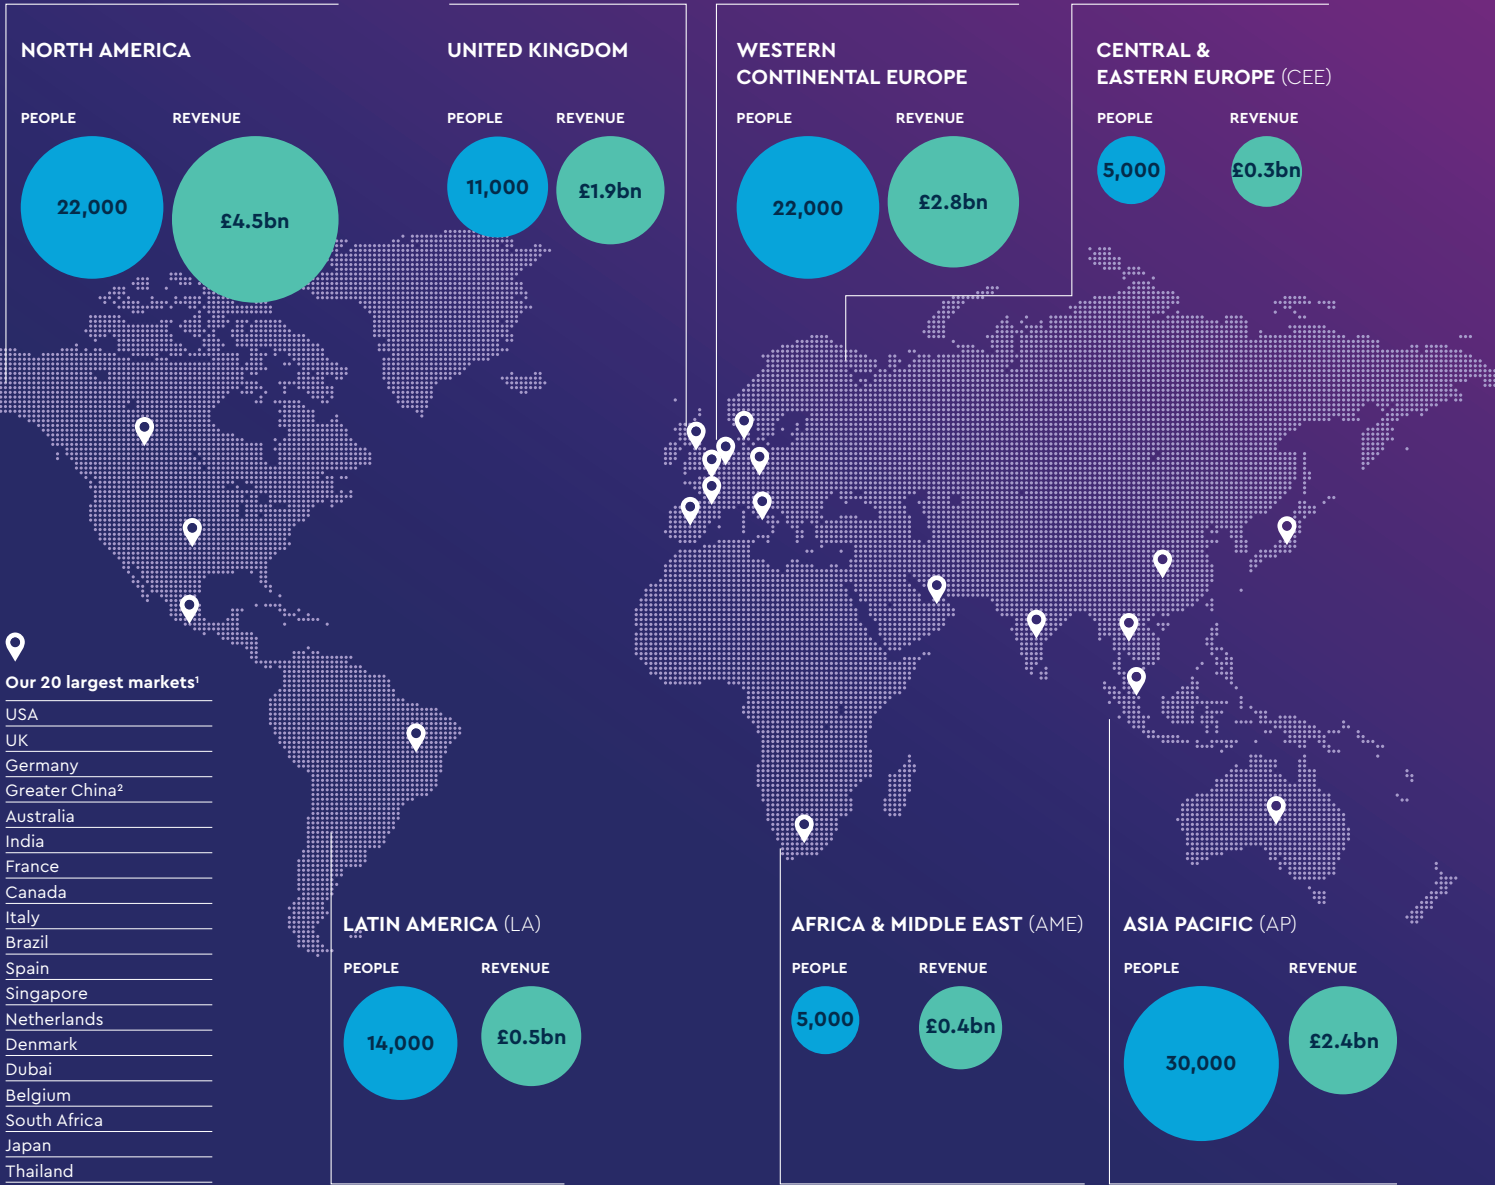 NORTH AMERICA
PEOPLE
REVENUE
22,000
£4.5bn
UNITED KINGDOM
PEOPLE
REVENUE
11,000
£1.9bn
WESTERN
CONTINENTAL EUROPE
PEOPLE
REVENUE
22,000
£2.8bn
CENTRAL &
EASTERN EUROPE (CEE)
PEOPLE
REVENUE
5,000
£0.3bn
Our 20 largest markets¹
USA
UK
Germany
Greater China²
Australia
India
France
Canada
Italy
Brazil
Spain
Singapore
Netherlands
Denmark
Dubai
Belgium
South Africa
Japan
Thailand
LATIN AMERICA (LA)
PEOPLE
REVENUE
14,000
£0.5bn
AFRICA & MIDDLE EAST (AME)
PEOPLE
REVENUE
5,000
£0.4bn
ASIA PACIFIC (AP)
PEOPLE
REVENUE
30,000
£2.4bn